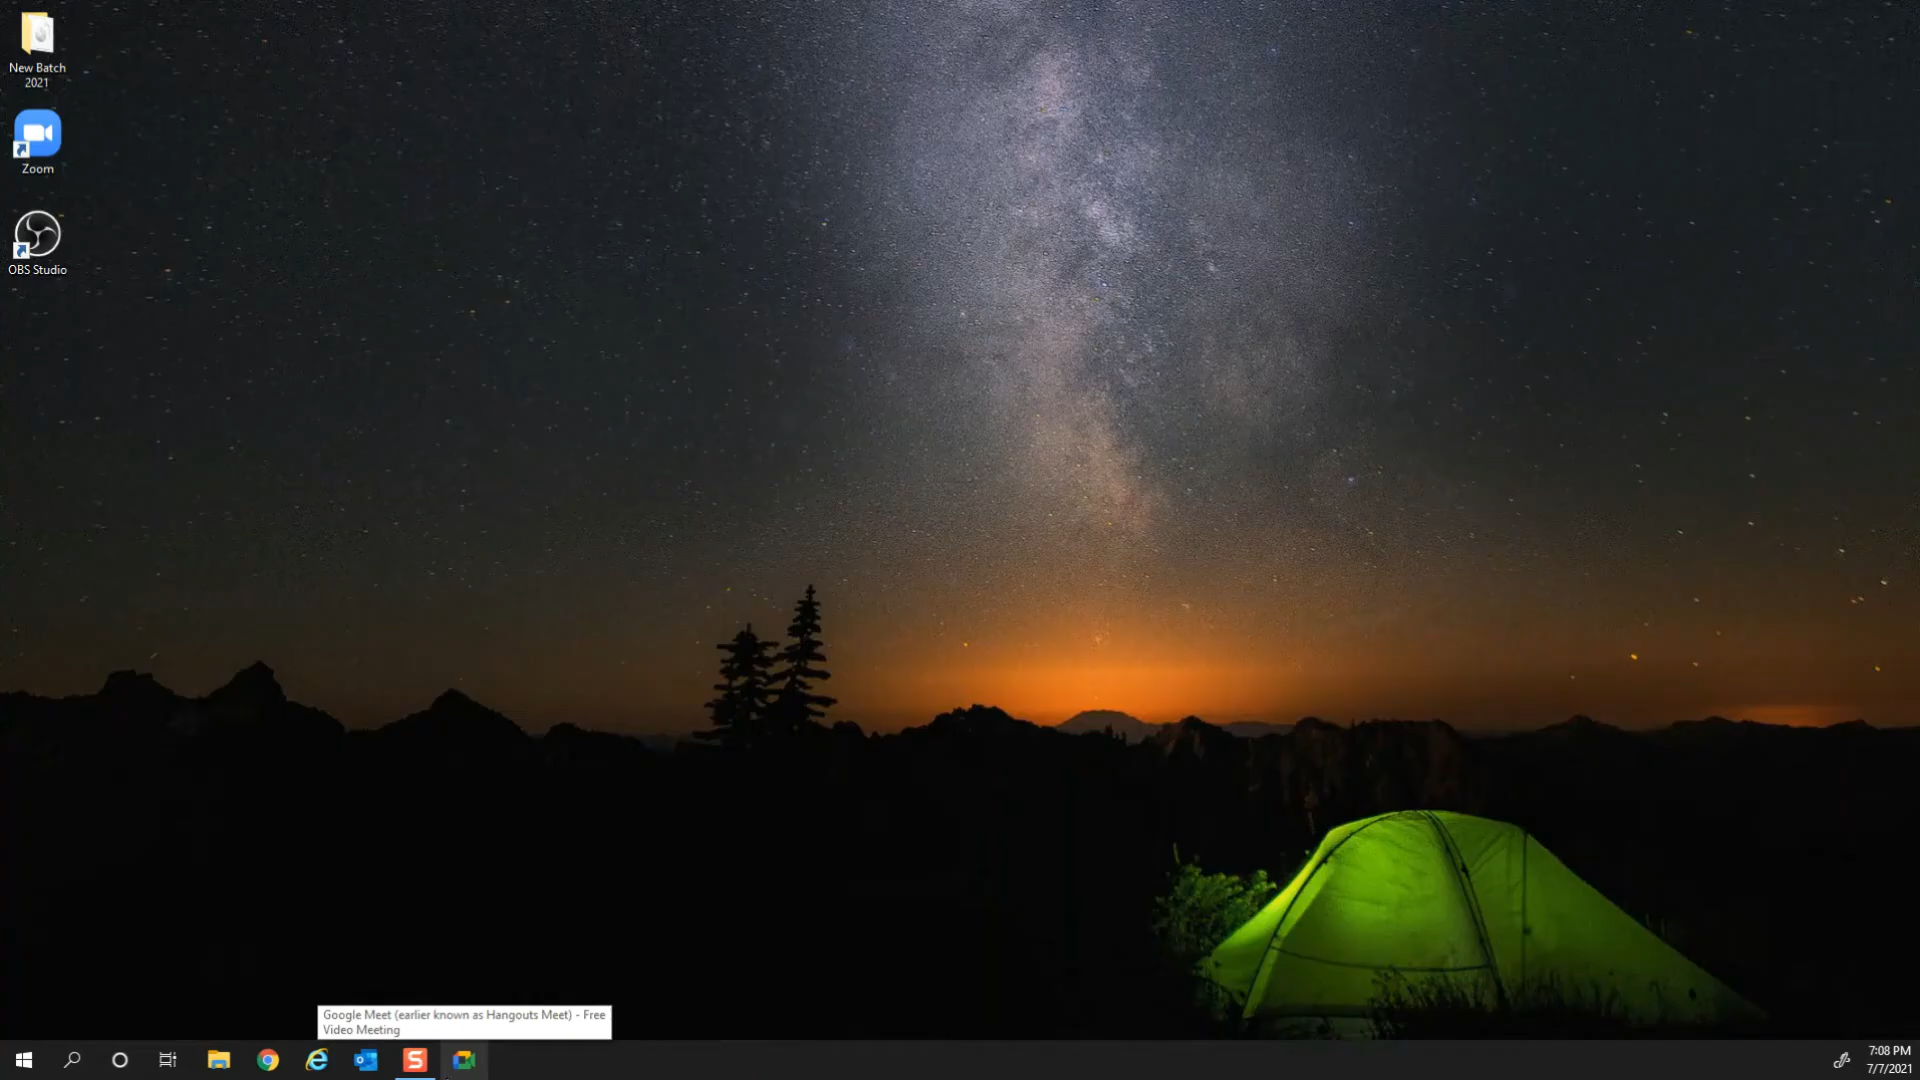 New Batch
2021
Zoom
OBS Studio
Google Meet (earlier known as Hangouts Meet) - Free
Video Meeting
7:08 PM
7/7/2021